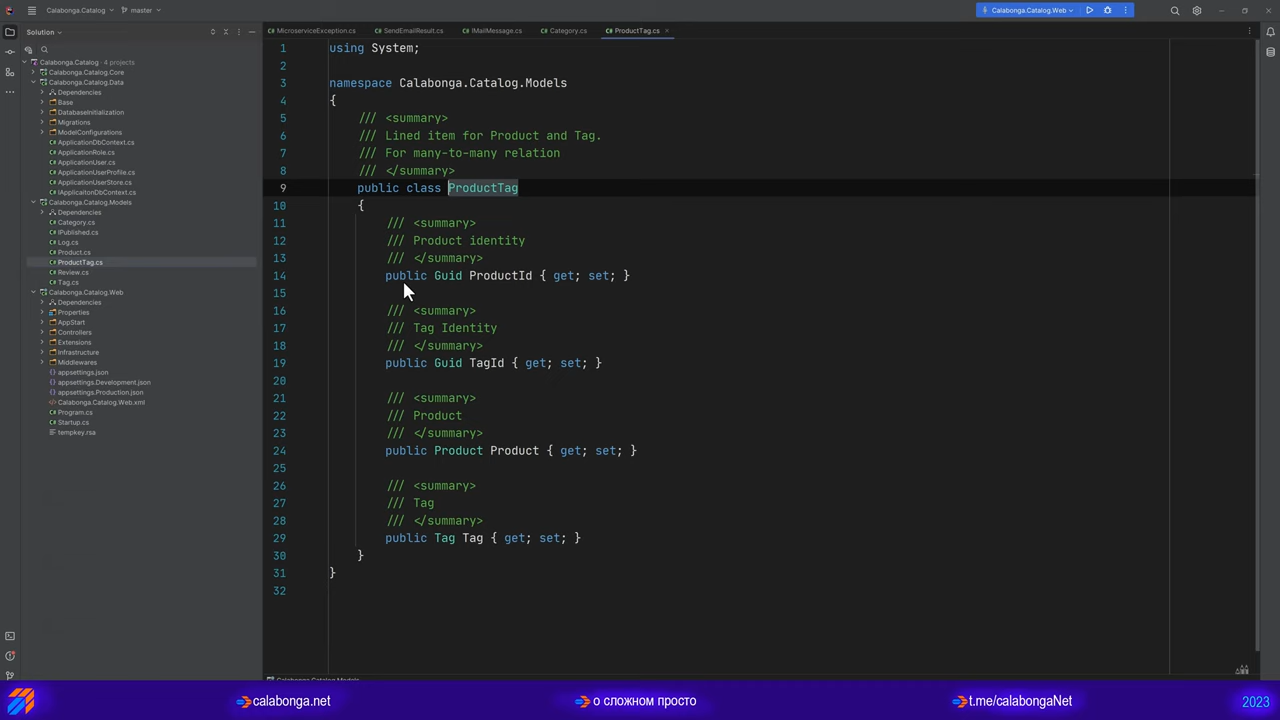 Calabonga.Catalog
master
Calabonga.Catalog.Web
Solution
MicroserviceException.cs
SendEmailResult.cs
IMailMessage.cs
Category.cs
ProductTag.cs
Calabonga.Catalog · 4 projects
Calabonga.Catalog.Core
Calabonga.Catalog.Data
Dependencies
Base
DatabaseInitialization
Migrations
ModelConfigurations
ApplicationDbContext.cs
ApplicationRole.cs
ApplicationUser.cs
ApplicationUserProfile.cs
ApplicationUserStore.cs
IApplicaitonDbContext.cs
Calabonga.Catalog.Models
Dependencies
Category.cs
IPublished.cs
Log.cs
Product.cs
ProductTag.cs
Review.cs
Tag.cs
Calabonga.Catalog.Web
Dependencies
Properties
AppStart
Controllers
Extensions
Infrastructure
Middlewares
appsettings.json
appsettings.Development.json
appsettings.Production.json
Calabonga.Catalog.Web.xml
Program.cs
Startup.cs
tempkey.rsa
1 using System;
2
3 namespace Calabonga.Catalog.Models
4 {
5 /// <summary>
6 /// Lined item for Product and Tag.
7 /// For many-to-many relation
8 /// </summary>
9 public class ProductTag
10 {
11 /// <summary>
12 /// Product identity
13 /// </summary>
14 public Guid ProductId { get; set; }
15
16 /// <summary>
17 /// Tag Identity
18 /// </summary>
19 public Guid TagId { get; set; }
20
21 /// <summary>
22 /// Product
23 /// </summary>
24 public Product Product { get; set; }
25
26 /// <summary>
27 /// Tag
28 /// </summary>
29 public Tag Tag { get; set; }
30 }
31 }
32
calabonga.net
о сложном просто
t.me/calabongaNet
2023